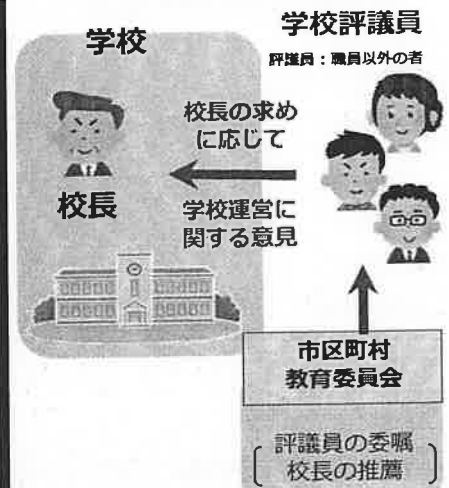 学校
学校評議員
評議員：職員以外の者
校長の求め
に応じて
校長
学校運営に
関する意見
市区町村
教育委員会
評議員の委嘱
校長の推薦